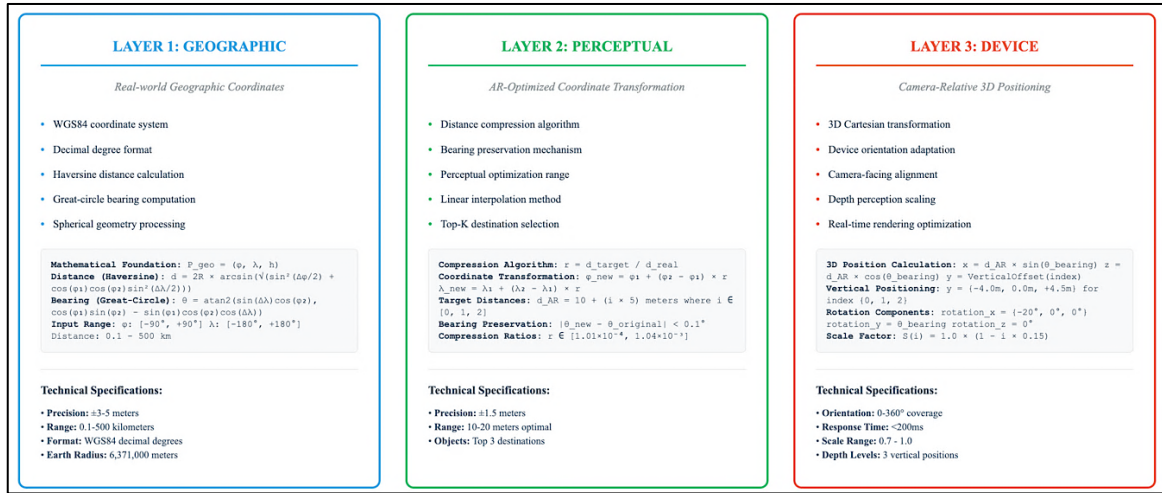 LAYER 1: GEOGRAPHIC
Real-world Geographic Coordinates
• WGS84 coordinate system
• Decimal degree format
• Haversine distance calculation
• Great-circle bearing computation
• Spherical geometry processing
Mathematical Foundation: P_geo = (φ, λ, h)
Distance (Haversine): d = 2R × arcsin(√(sin²(Δφ/2) +
cos(φ₁)cos(φ₂)sin²(Δλ/2)))
Bearing (Great-Circle): θ = atan2(sin(Δλ)cos(φ₂),
cos(φ₁)sin(φ₂) - sin(φ₁)cos(φ₂)cos(Δλ))
Input Range: φ: [-90°, +90°] λ: [-180°, +180°]
Distance: 0.1 - 500 km
Technical Specifications:
• Precision: ±3-5 meters
• Range: 0.1-500 kilometers
• Format: WGS84 decimal degrees
• Earth Radius: 6,371,000 meters
LAYER 2: PERCEPTUAL
AR-Optimized Coordinate Transformation
• Distance compression algorithm
• Bearing preservation mechanism
• Perceptual optimization range
• Linear interpolation method
• Top-K destination selection
Compression Algorithm: r = d_target / d_real
Coordinate Transformation: φ_new = φ₁ + (φ₂ - φ₁) × r
λ_new = λ₁ + (λ₂ - λ₁) × r
Target Distances: d_AR = 10 + (i × 5) meters where i ∈
[0, 1, 2]
Bearing Preservation: |θ_new - θ_original| < 0.1°
Compression Ratios: r ∈ [1.01×10⁻⁴, 1.04×10⁻³]
Technical Specifications:
• Precision: ±1.5 meters
• Range: 10-20 meters optimal
• Objects: Top 3 destinations
LAYER 3: DEVICE
Camera-Relative 3D Positioning
• 3D Cartesian transformation
• Device orientation adaptation
• Camera-facing alignment
• Depth perception scaling
• Real-time rendering optimization
3D Position Calculation: x = d_AR × sin(θ_bearing) z =
d_AR × cos(θ_bearing) y = VerticalOffset(index)
Vertical Positioning: y = {-4.0m, 0.0m, +4.5m} for
index {0, 1, 2}
Rotation Components: rotation_x = {-20°, 0°, 0°}
rotation_y = θ_bearing rotation_z = 0°
Scale Factor: S(i) = 1.0 × (1 - i × 0.15)
Technical Specifications:
• Orientation: 0-360° coverage
• Response Time: <200ms
• Scale Range: 0.7 - 1.0
• Depth Levels: 3 vertical positions